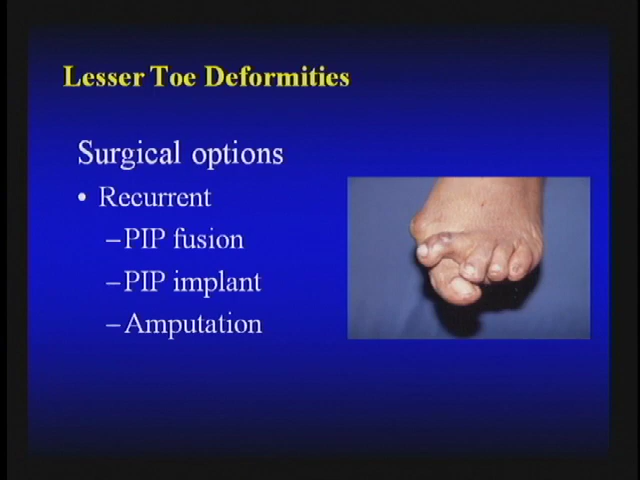 Lesser Toe Deformities
Surgical options
• Recurrent
–PIP fusion
–PIP implant
–Amputation